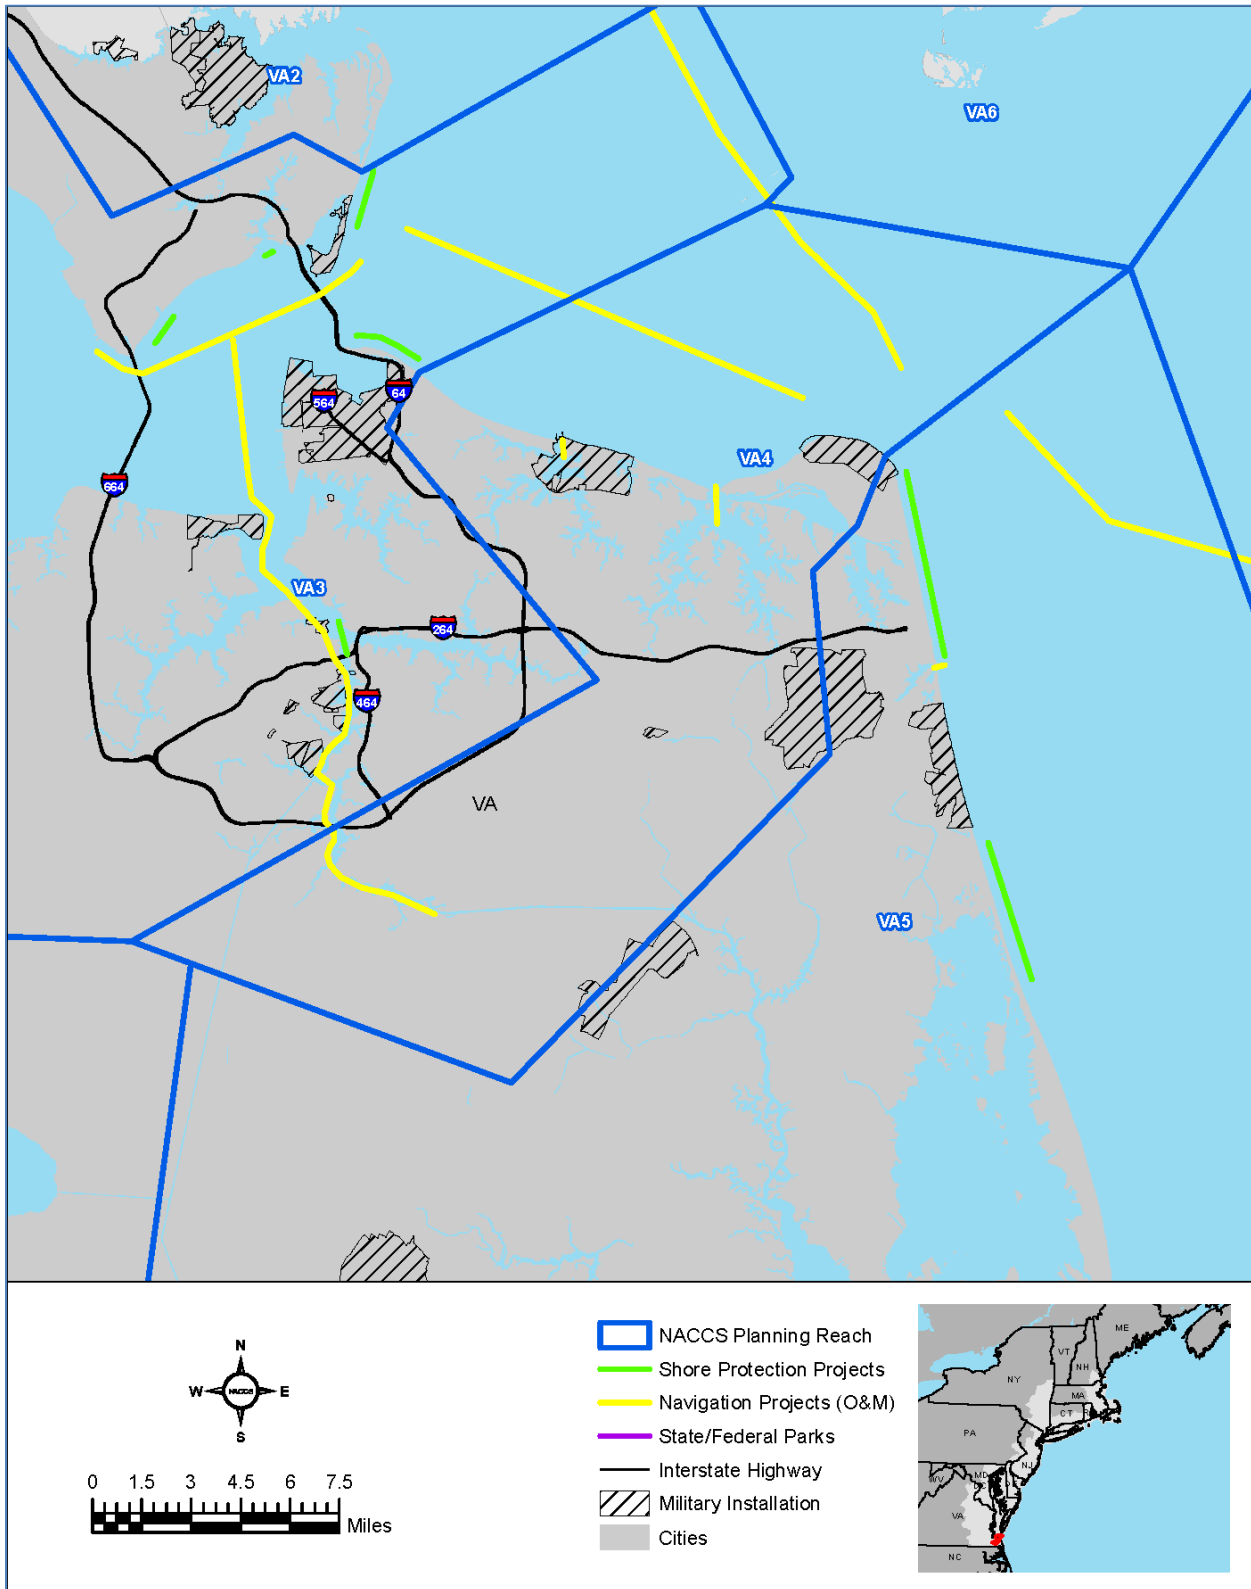 VA2
VA6
564
64
VA4
664
VA3
264
464
VA
VA5
N
W
NACCS
E
S
0 1.5 3 4.5 6 7.5
Miles
NACCS Planning Reach
Shore Protection Projects
Navigation Projects (O&M)
State/Federal Parks
Interstate Highway
Military Installation
Cities
ME
VT
NH
NY
MA
CT
PA
NJ
MD
WV
VA
NC